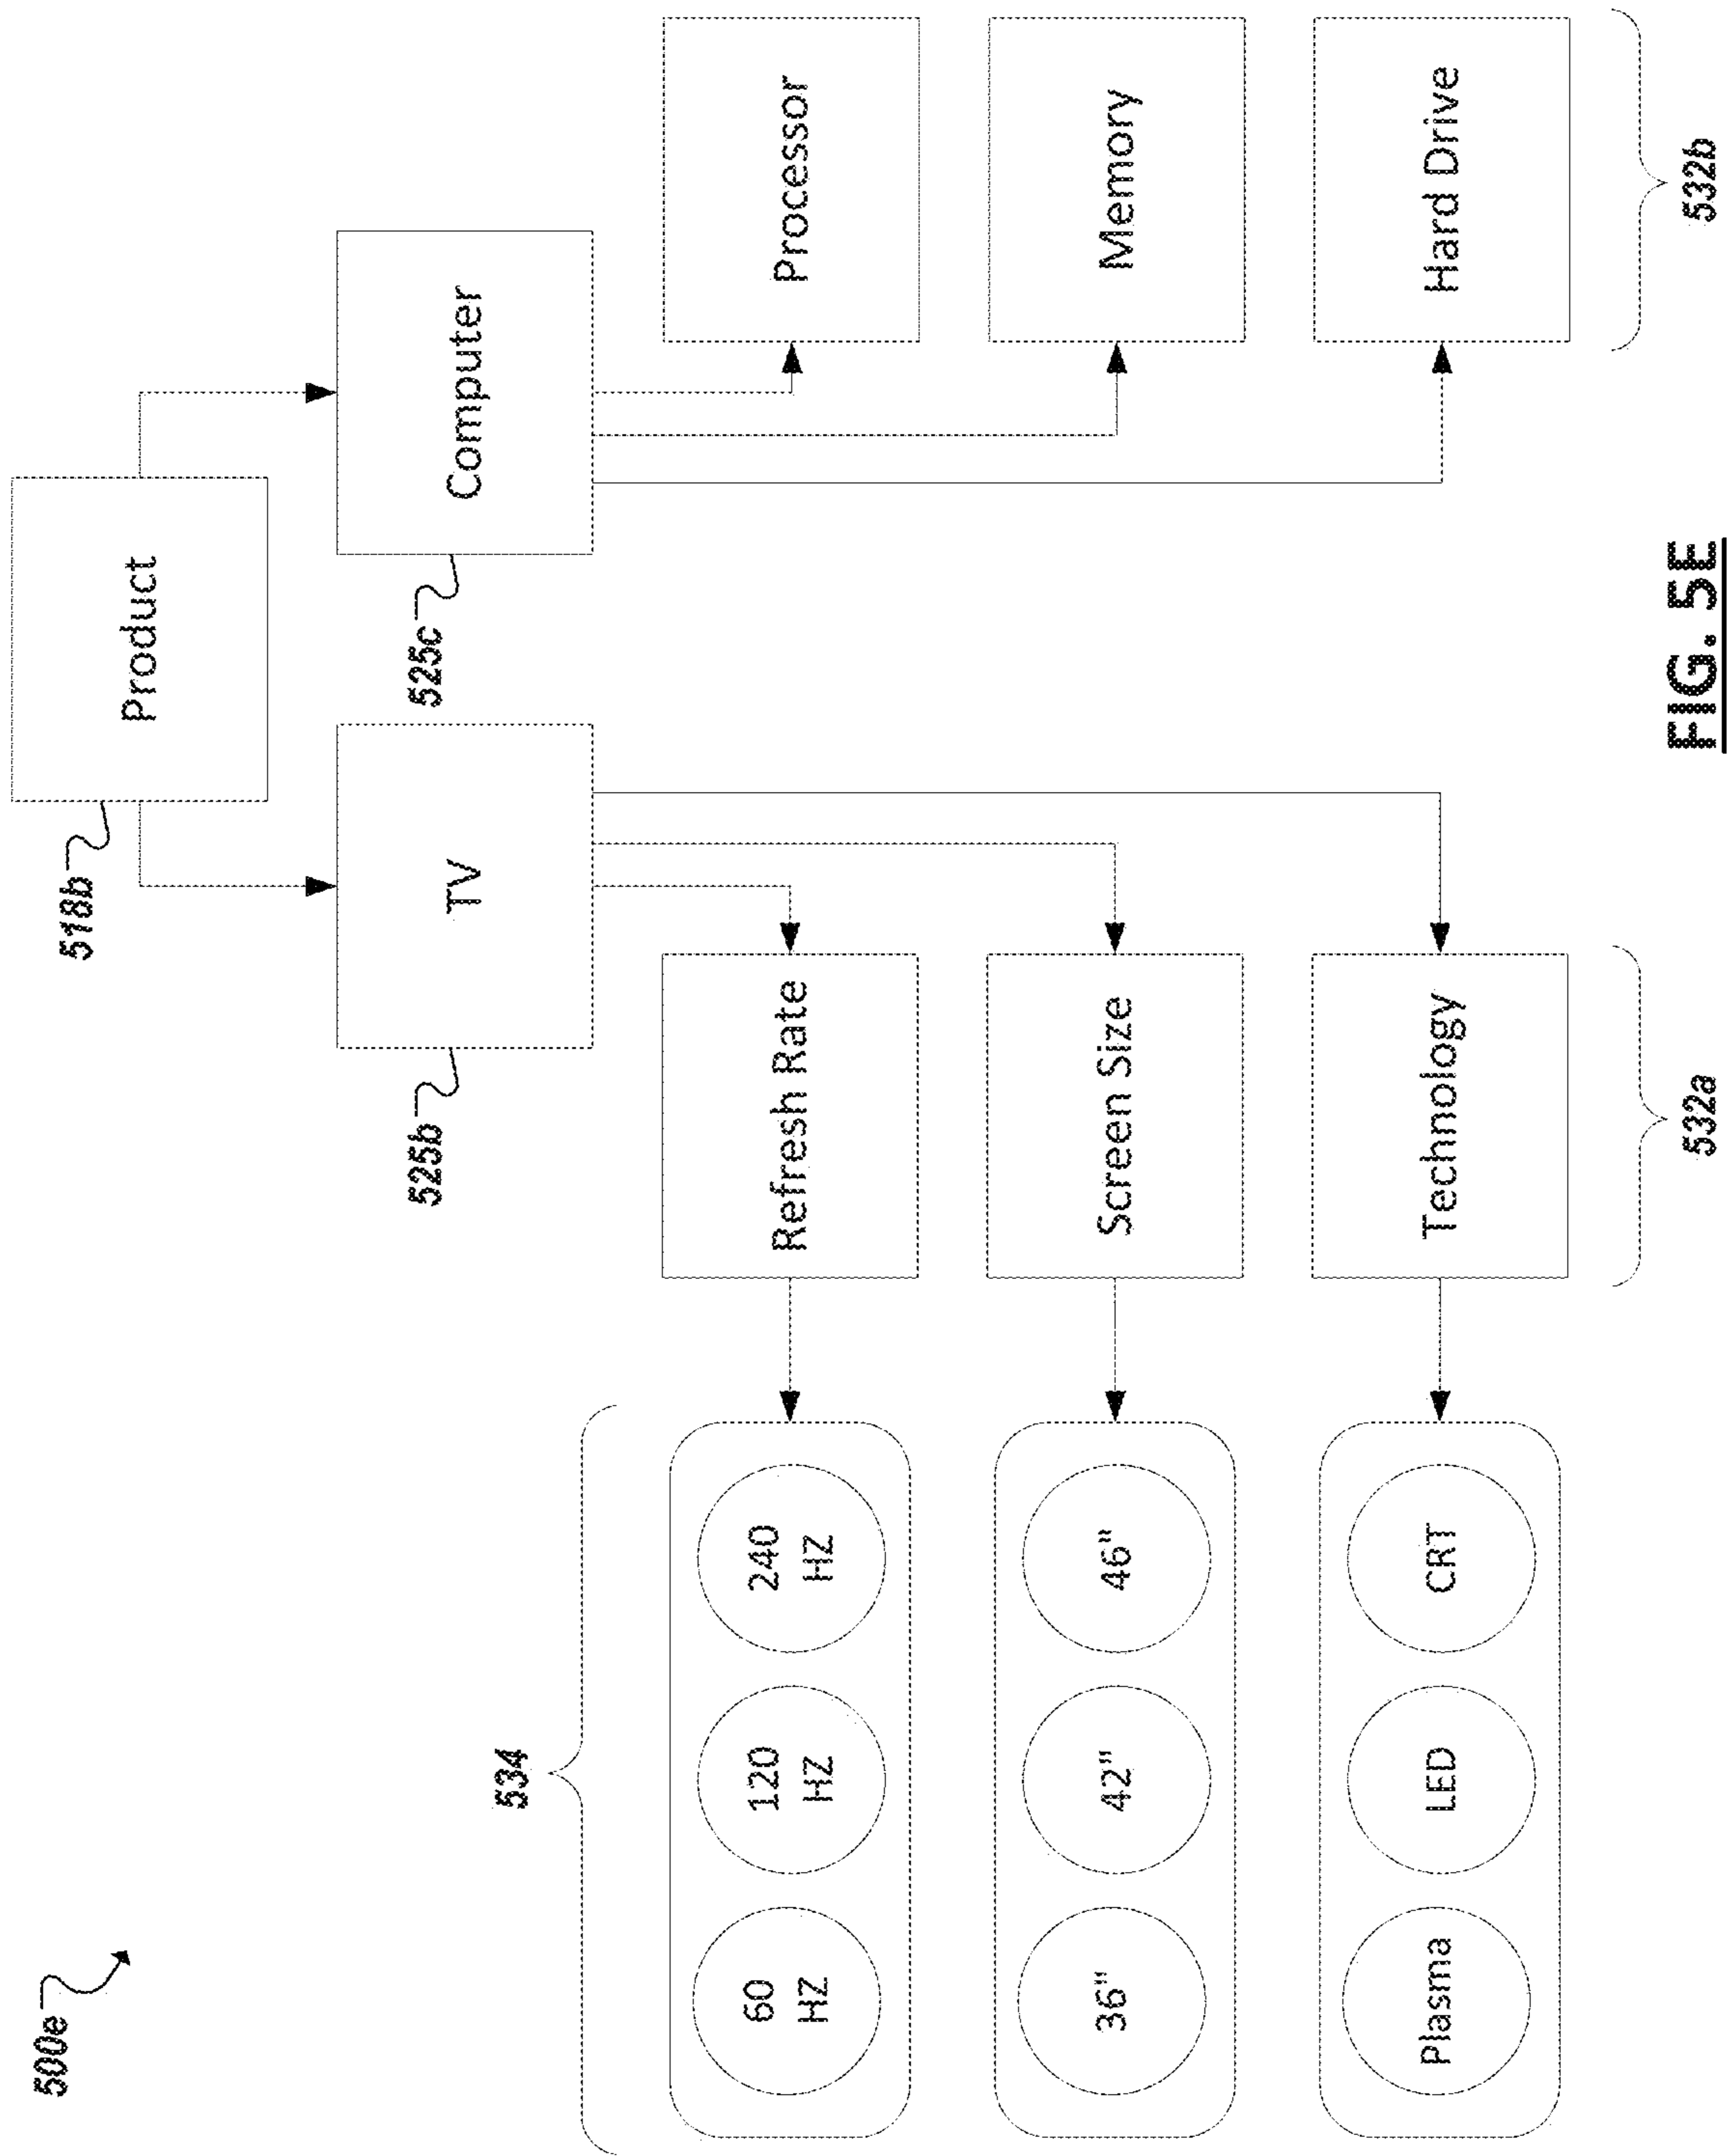 500e
Product
518b
TV
525b
Computer
525c
534
60
HZ
120
HZ
240
HZ
Refresh Rate
Processor
36"
42"
46"
Screen Size
Memory
Plasma
LED
CRT
Technology
Hard Drive
532a
532b
FIG. 5E